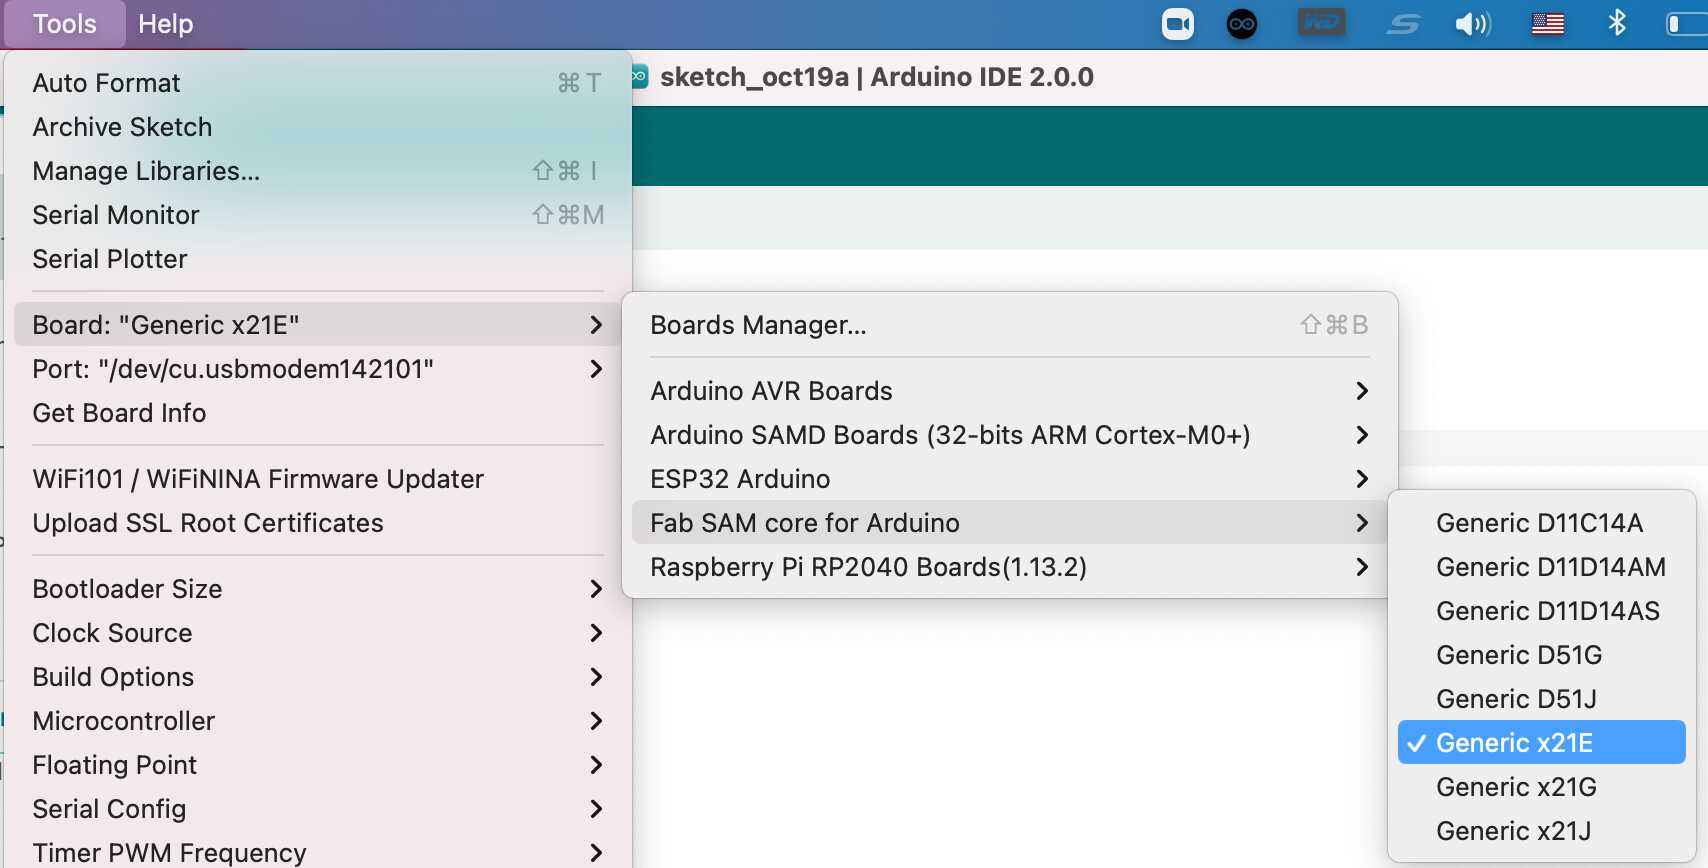 Tools Help WD
sketch_oct19a | Arduino IDE 2.0.0
Auto Format ⌘ T
Archive Sketch
Manage Libraries... ⇧⌘ I
Serial Monitor ⇧⌘M
Serial Plotter
Board: "Generic x21E"
Port: "/dev/cu.usbmodem142101"
Get Board Info
WiFi101 / WiFiNINA Firmware Updater
Upload SSL Root Certificates
Bootloader Size
Clock Source
Build Options
Microcontroller
Floating Point
Serial Config
Timer PWM Frequency
Boards Manager... ⇧⌘B
Arduino AVR Boards
Arduino SAMD Boards (32-bits ARM Cortex-M0+)
ESP32 Arduino
Fab SAM core for Arduino
Raspberry Pi RP2040 Boards(1.13.2)
Generic D11C14A
Generic D11D14AM
Generic D11D14AS
Generic D51G
Generic D51J
✓ Generic x21E
Generic x21G
Generic x21J